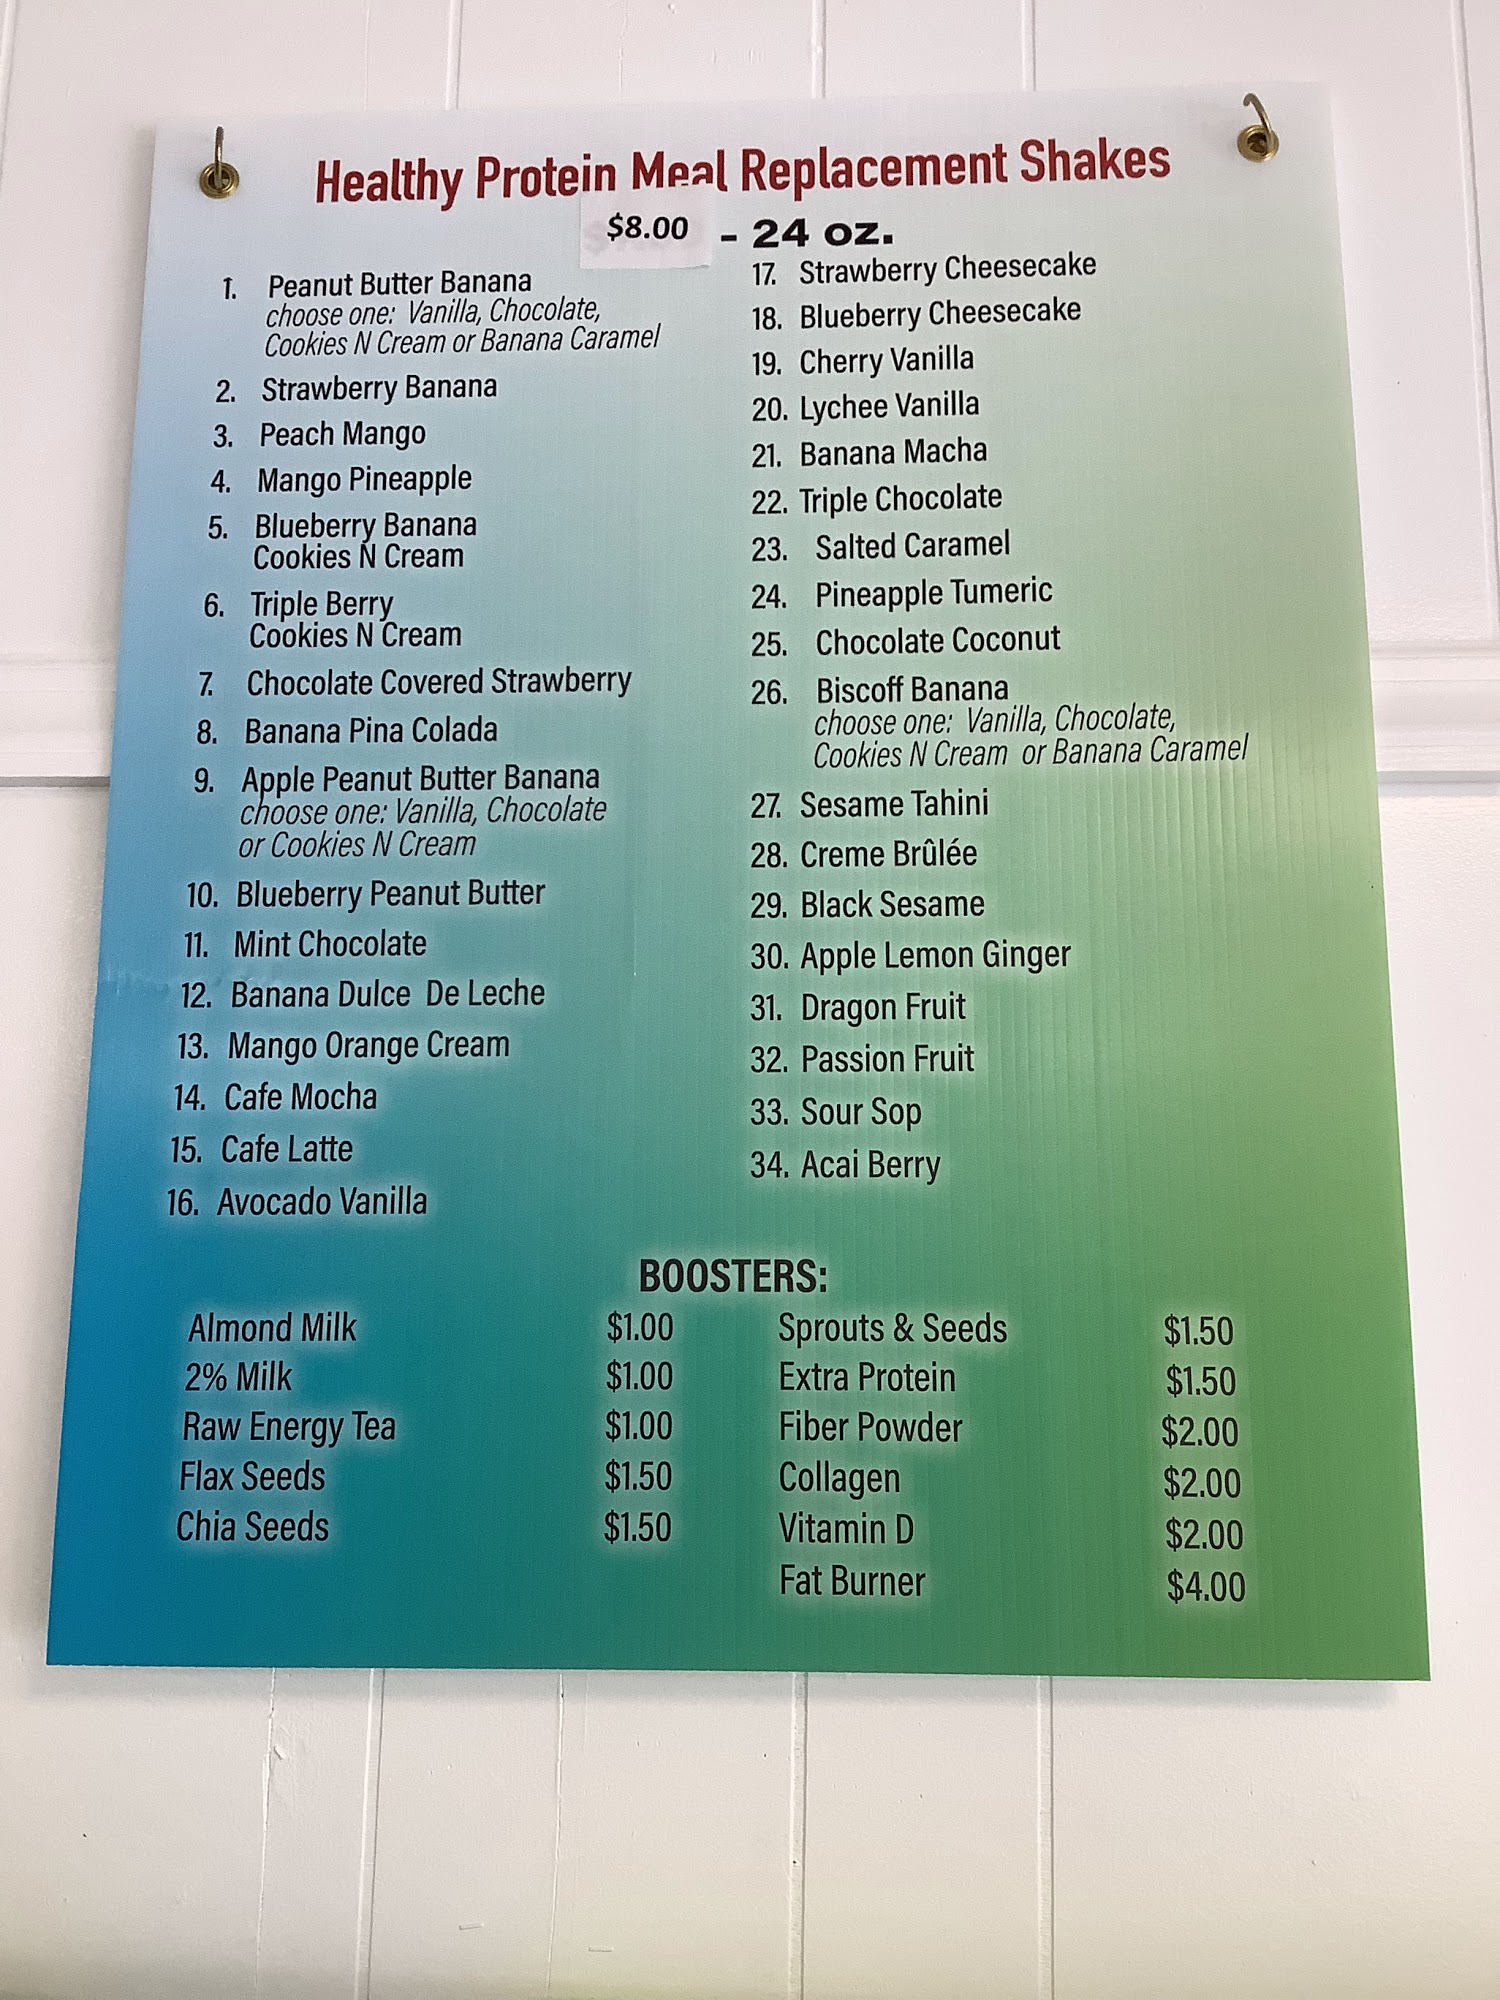 Healthy Protein Meal Replacement Shakes
$8.00 - 24 oz.
1. Peanut Butter Banana
choose one: Vanilla, Chocolate,
Cookies N Cream or Banana Caramel
2. Strawberry Banana
3. Peach Mango
4. Mango Pineapple
5. Blueberry Banana
Cookies N Cream
6. Triple Berry
Cookies N Cream
7. Chocolate Covered Strawberry
8. Banana Pina Colada
9. Apple Peanut Butter Banana
choose one: Vanilla, Chocolate
or Cookies N Cream
10. Blueberry Peanut Butter
11. Mint Chocolate
12. Banana Dulce De Leche
13. Mango Orange Cream
14. Cafe Mocha
15. Cafe Latte
16. Avocado Vanilla
17. Strawberry Cheesecake
18. Blueberry Cheesecake
19. Cherry Vanilla
20. Lychee Vanilla
21. Banana Macha
22. Triple Chocolate
23. Salted Caramel
24. Pineapple Tumeric
25. Chocolate Coconut
26. Biscoff Banana
choose one: Vanilla, Chocolate,
Cookies N Cream or Banana Caramel
27. Sesame Tahini
28. Creme Brûlée
29. Black Sesame
30. Apple Lemon Ginger
31. Dragon Fruit
32. Passion Fruit
33. Sour Sop
34. Acai Berry
BOOSTERS:
Almond Milk $1.00
2% Milk $1.00
Raw Energy Tea $1.00
Flax Seeds $1.50
Chia Seeds $1.50
Sprouts & Seeds $1.50
Extra Protein $1.50
Fiber Powder $2.00
Collagen $2.00
Vitamin D $2.00
Fat Burner $4.00